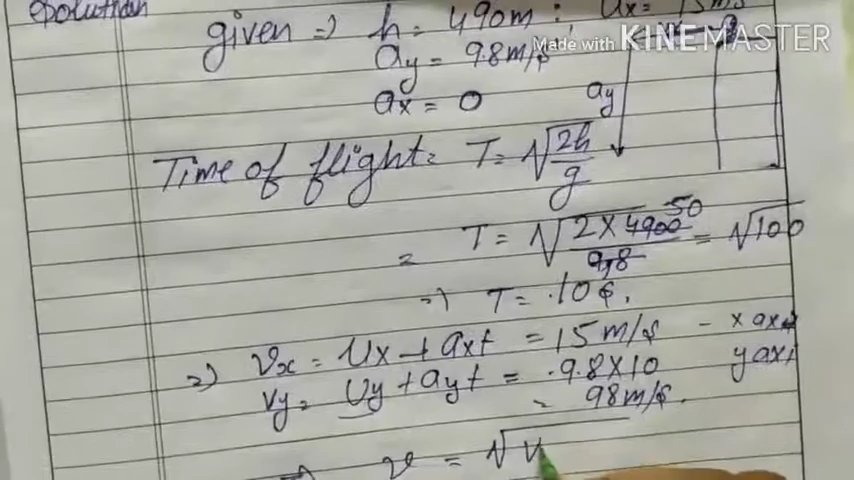 Solution
given ⇒ h = 490m : Ux = 15m/s
ay = 9.8m/s
Made with KINEMASTER
ax = 0
ay
Time of flight = T = √2h/g
= T = √2 × 4900 50/9.8 = √100
⇒ T = 10s.
⇒ Vx = Ux + axt = 15m/s - x axis
Vy = Uy + ayt = 9.8×10 y axi
= 98m/s.
⇒ v = √v